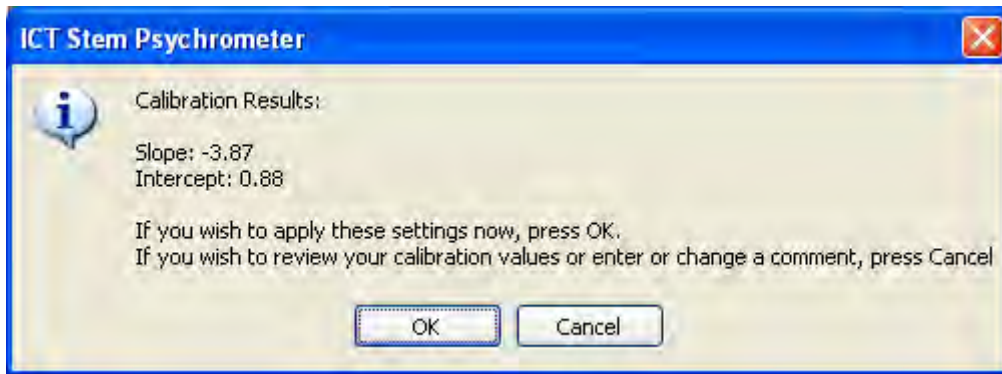 ICT Stem Psychrometer
Calibration Results:
Slope: -3.87
Intercept: 0.88
If you wish to apply these settings now, press OK.
If you wish to review your calibration values or enter or change a comment, press Cancel
OK
Cancel